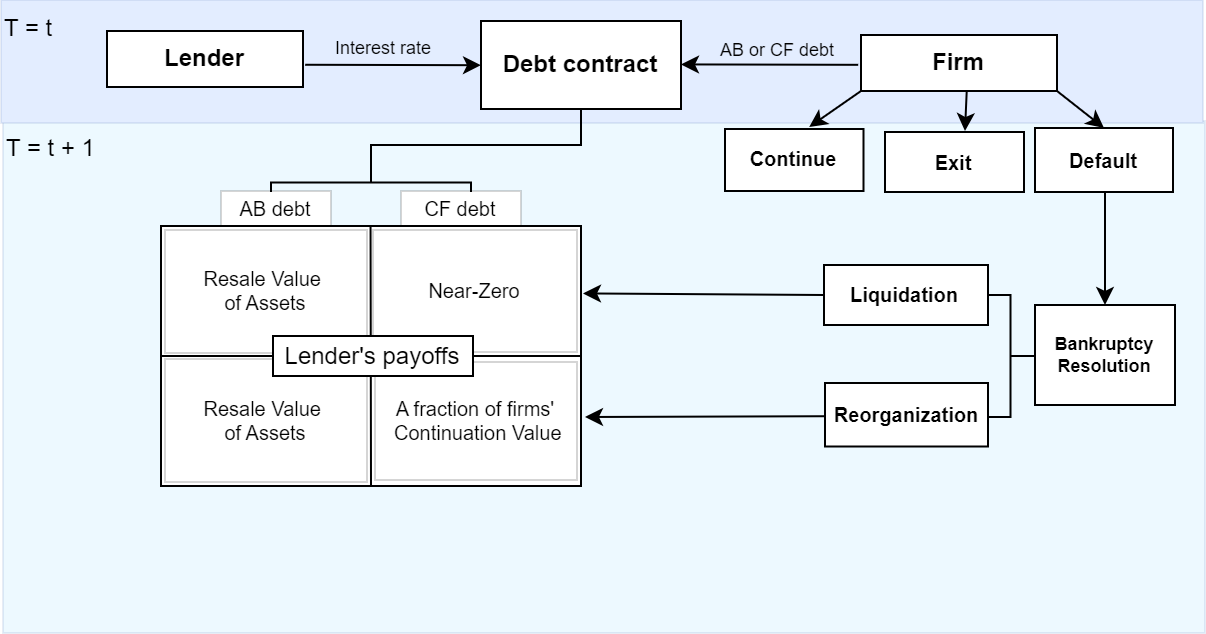 T = t
Lender
Interest rate
Debt contract
AB or CF debt
Firm
T = t + 1
Continue
Exit
Default
AB debt
CF debt
Resale Value
of Assets
Near-Zero
Liquidation
Bankruptcy
Resolution
Lender's payoffs
Resale Value
of Assets
A fraction of firms'
Continuation Value
Reorganization